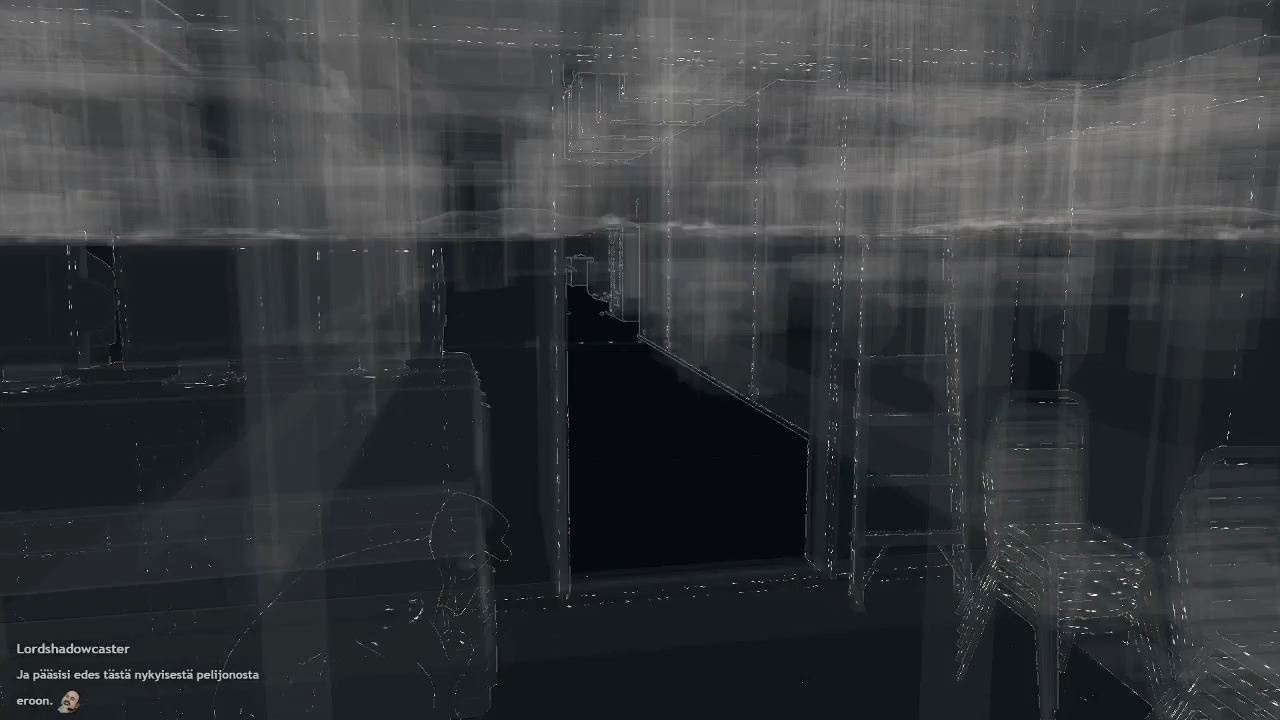 Lordshadowcaster
Ja pääsisi edes tästä nykyisestä pelijonosta
eroon.